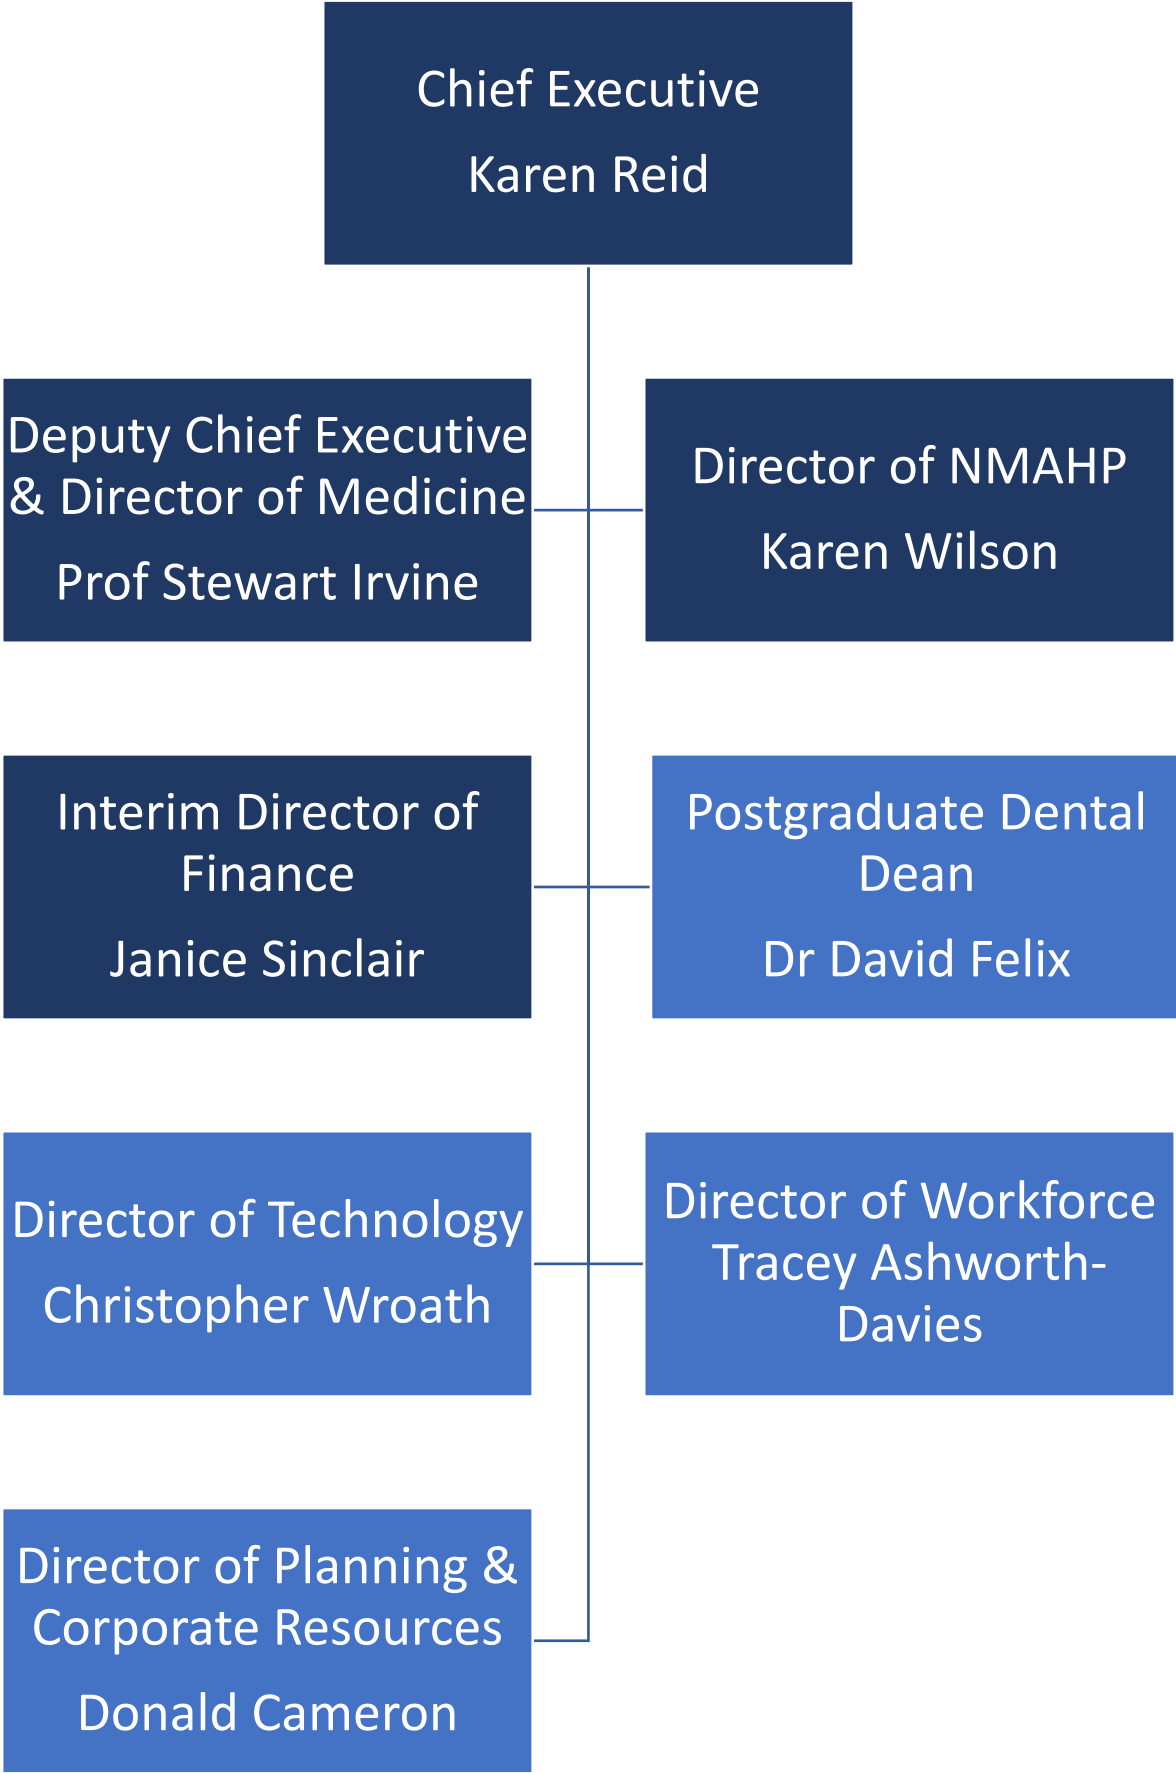 Chief Executive
Karen Reid
Deputy Chief Executive
& Director of Medicine
Prof Stewart Irvine
Director of NMAHP
Karen Wilson
Interim Director of
Finance
Janice Sinclair
Postgraduate Dental
Dean
Dr David Felix
Director of Technology
Christopher Wroath
Director of Workforce
Tracey Ashworth-
Davies
Director of Planning &
Corporate Resources
Donald Cameron